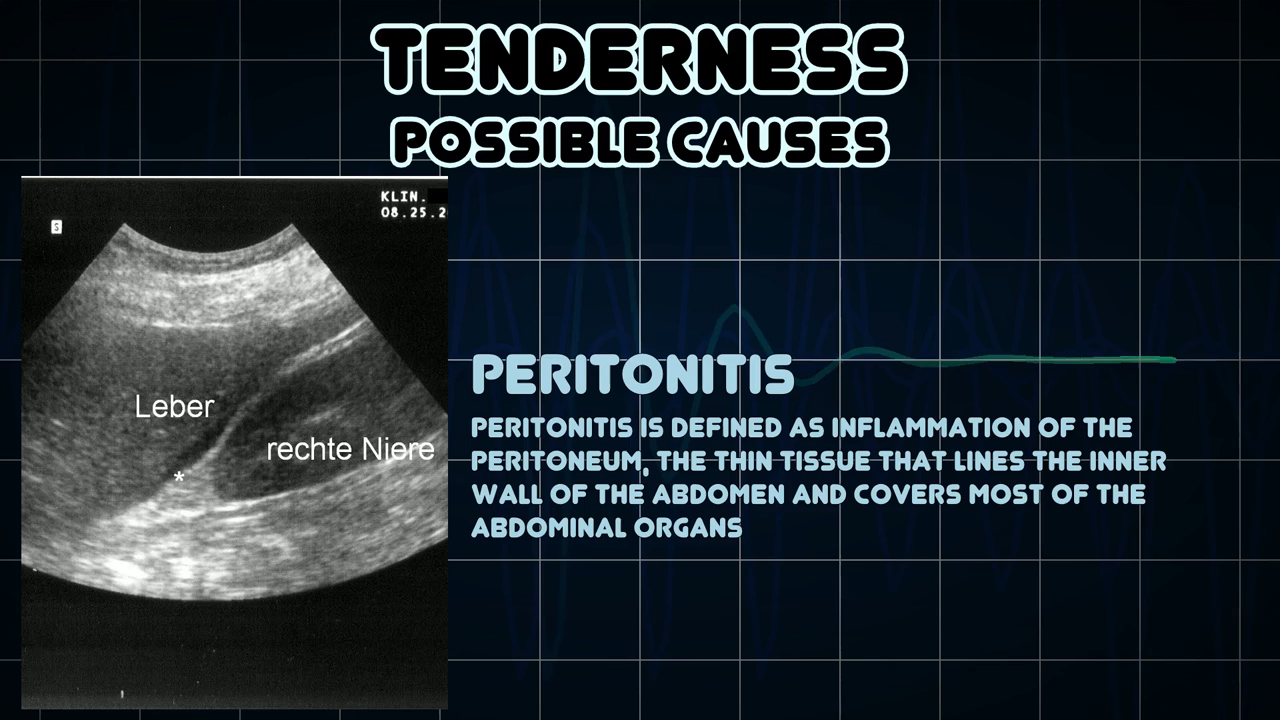 TENDERNESS
POSSIBLE CAUSES
KLIN.
08.25.2
S
Leber
rechte Niere
*
PERITONITIS
PERITONITIS IS DEFINED AS INFLAMMATION OF THE
PERITONEUM, THE THIN TISSUE THAT LINES THE INNER
WALL OF THE ABDOMEN AND COVERS MOST OF THE
ABDOMINAL ORGANS